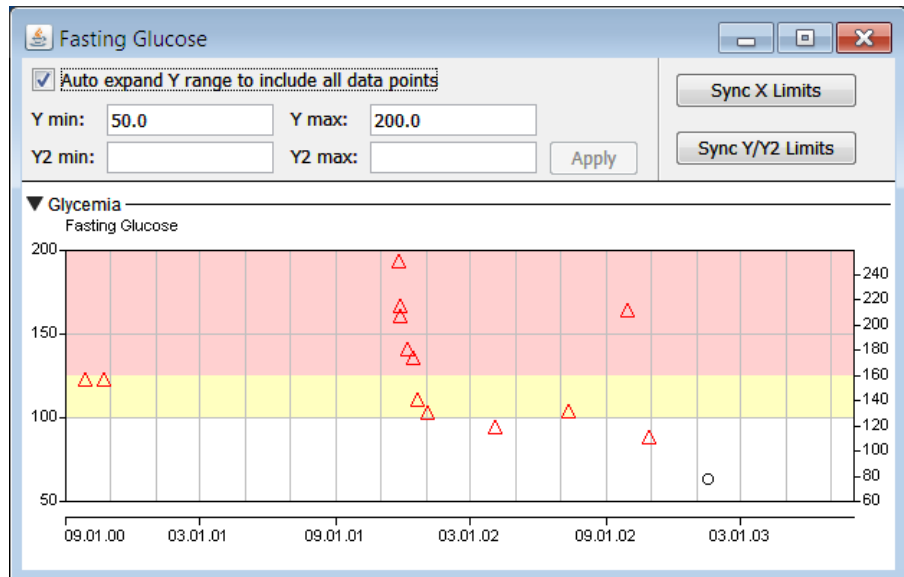 Fasting Glucose
Auto expand Y range to include all data points
Sync X Limits
Y min: 50.0 Y max: 200.0
Y2 min: Y2 max: Apply
Sync Y/Y2 Limits
Glycemia
Fasting Glucose
200
150
100
50
240
220
200
180
160
140
120
100
80
60
09.01.00 03.01.01 09.01.01 03.01.02 09.01.02 03.01.03